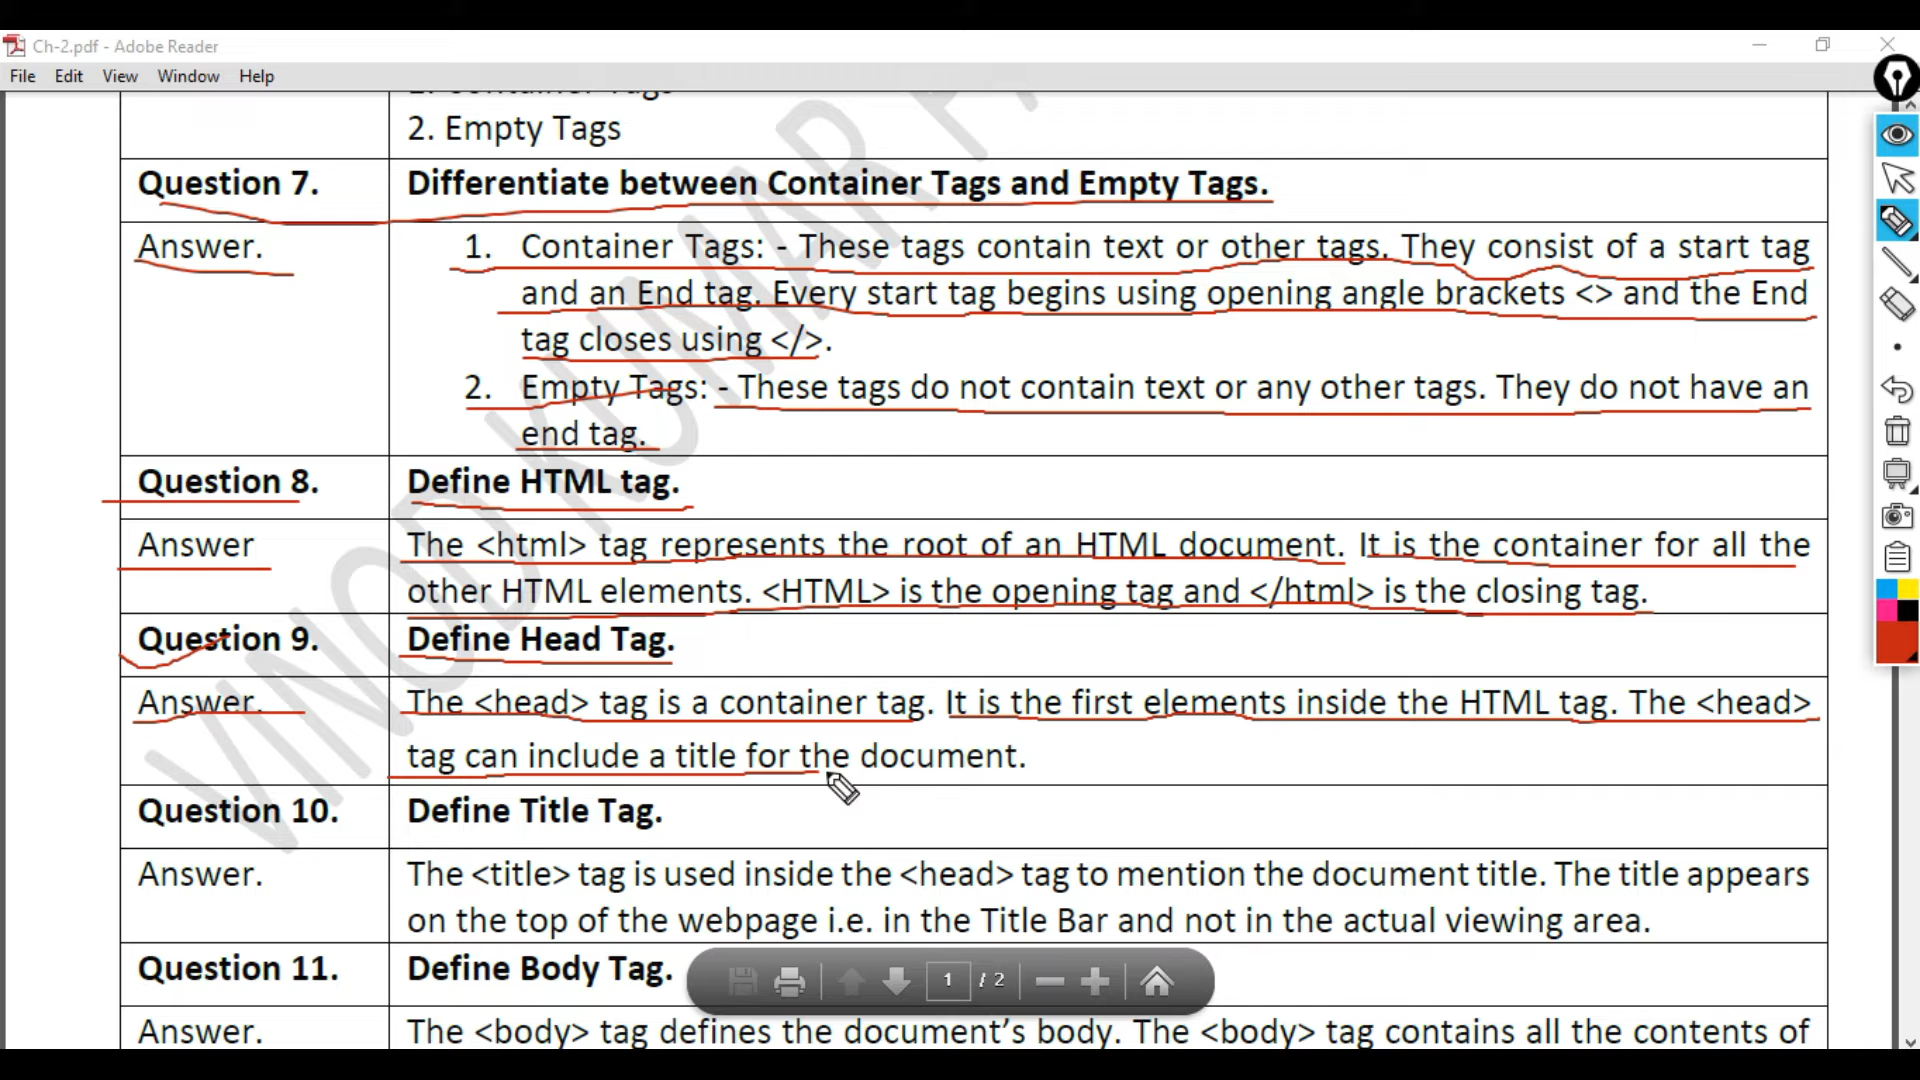 Ch-2.pdf - Adobe Reader
File Edit View Window Help
2. Empty Tags
Question 7. Differentiate between Container Tags and Empty Tags.
Answer. 1. Container Tags: - These tags contain text or other tags. They consist of a start tag
and an End tag. Every start tag begins using opening angle brackets <> and the End
tag closes using </>.
2. Empty Tags: - These tags do not contain text or any other tags. They do not have an
end tag.
Question 8. Define HTML tag.
Answer The <html> tag represents the root of an HTML document. It is the container for all the
other HTML elements. <HTML> is the opening tag and </html> is the closing tag.
Question 9. Define Head Tag.
Answer. The <head> tag is a container tag. It is the first elements inside the HTML tag. The <head>
tag can include a title for the document.
Question 10. Define Title Tag.
Answer. The <title> tag is used inside the <head> tag to mention the document title. The title appears
on the top of the webpage i.e. in the Title Bar and not in the actual viewing area.
Question 11. Define Body Tag.
1 / 2
Answer. The <body> tag defines the document's body. The <body> tag contains all the contents of
VINOD KUMAR